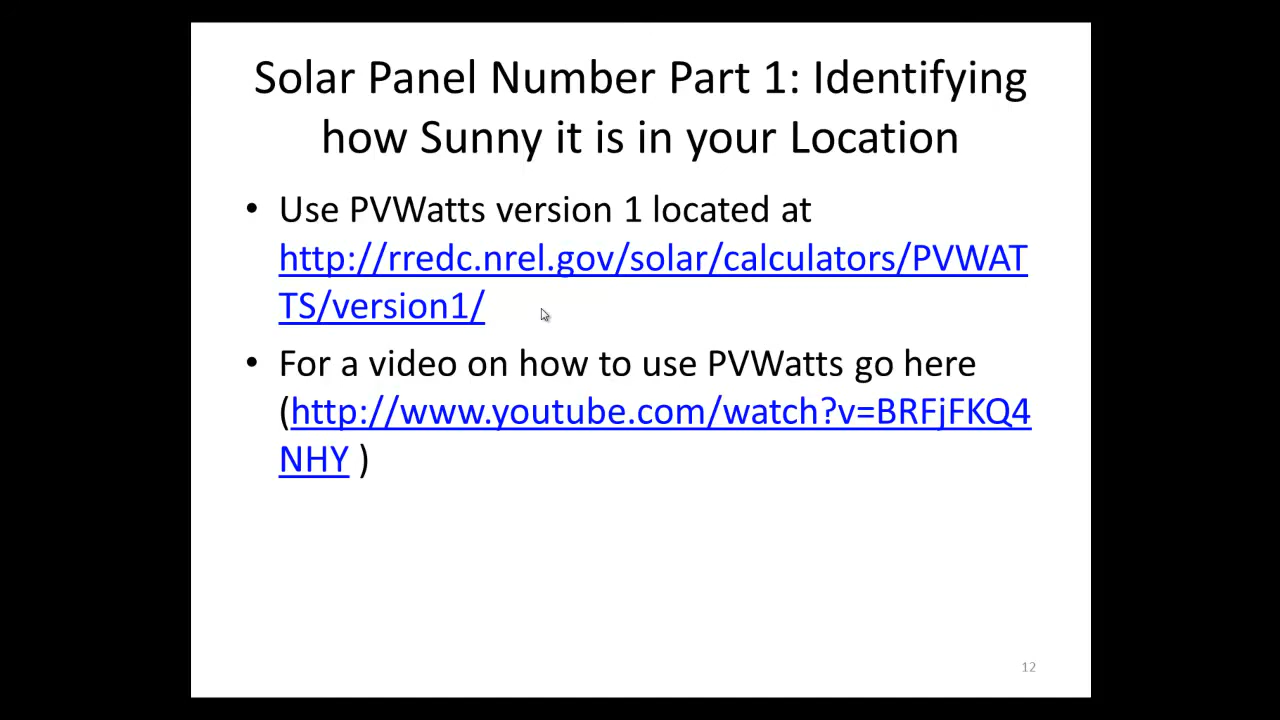 Solar Panel Number Part 1: Identifying
how Sunny it is in your Location
• Use PVWatts version 1 located at
http://rredc.nrel.gov/solar/calculators/PVWAT
TS/version1/
• For a video on how to use PVWatts go here
(http://www.youtube.com/watch?v=BRFjFKQ4
NHY )
12